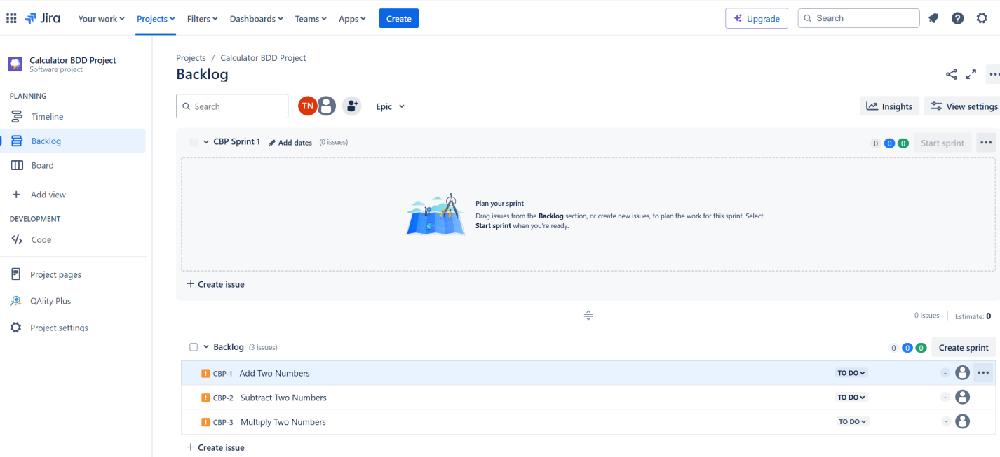 Jira Your work Projects Filters Dashboards Teams Apps Create Upgrade Search
Calculator BDD Project
Software project
PLANNING
Timeline
Backlog
Board
Add view
DEVELOPMENT
Code
Project pages
QAlity Plus
Project settings
Projects / Calculator BDD Project
Backlog
Search TN Epic Insights View settings
CBP Sprint 1 Add dates (0 issues) 0 0 0 Start sprint
Plan your sprint
Drag issues from the Backlog section, or create new issues, to plan the work for this sprint. Select
Start sprint when you're ready.
+ Create issue
0 issues Estimate: 0
Backlog (3 issues) 0 0 0 Create sprint
CBP-1 Add Two Numbers TO DO -
CBP-2 Subtract Two Numbers TO DO -
CBP-3 Multiply Two Numbers TO DO -
+ Create issue